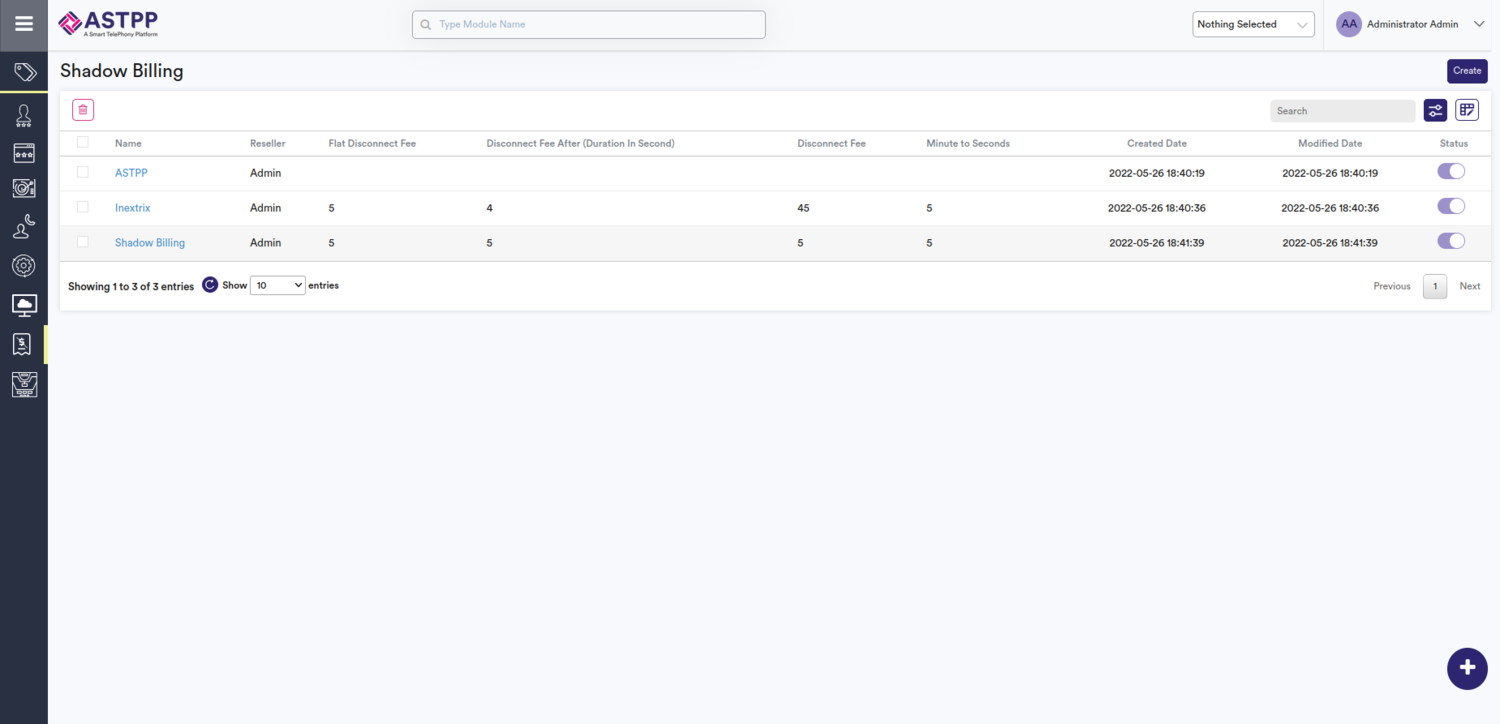 ASTPP
A Smart TelePhony Platform
Type Module Name
Nothing Selected
AA Administrator Admin
Shadow Billing
Create
Search
Name Reseller Flat Disconnect Fee Disconnect Fee After (Duration In Second) Disconnect Fee Minute to Seconds Created Date Modified Date Status
ASTPP Admin 2022-05-26 18:40:19 2022-05-26 18:40:19
Inextrix Admin 5 4 45 5 2022-05-26 18:40:36 2022-05-26 18:40:36
Shadow Billing Admin 5 5 5 5 2022-05-26 18:41:39 2022-05-26 18:41:39
Showing 1 to 3 of 3 entries Show 10 entries Previous 1 Next